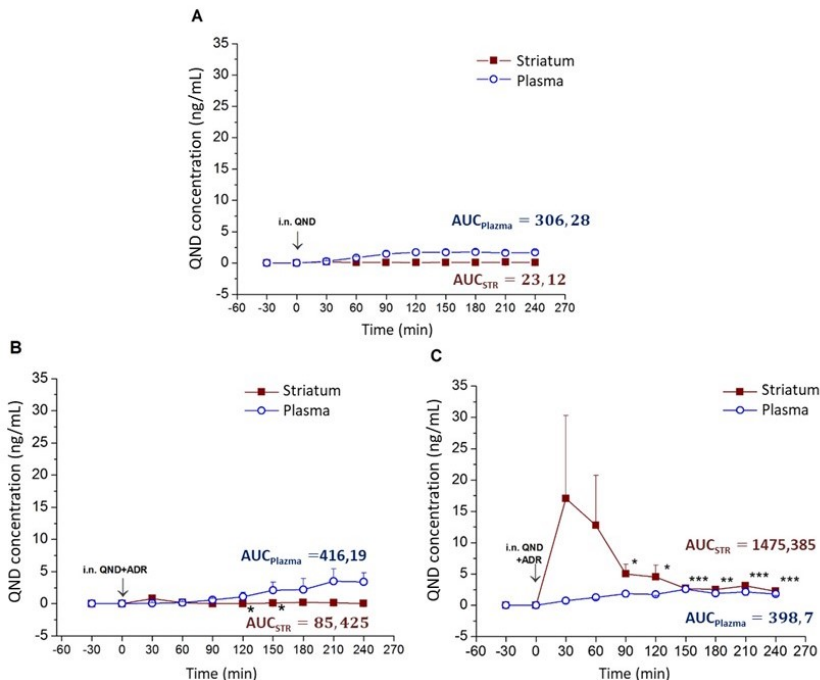 A
QND concentration (ng/mL)
35
30
25
20
15
10
5
0
-5
Striatum
Plasma
i.n. QND
AUCPlazma = 306,28
AUCSTR = 23,12
-60 -30 0 30 60 90 120 150 180 210 240 270
Time (min)
B
QND concentration (ng/mL)
35
30
25
20
15
10
5
0
-5
Striatum
Plasma
i.n. QND+ADR
AUCPlazma =416,19
* *
AUCSTR = 85,425
-60 -30 0 30 60 90 120 150 180 210 240 270
Time (min)
C
QND concentration (ng/mL)
35
30
25
20
15
10
5
0
-5
Striatum
Plasma
i.n. QND
+ADR
AUCSTR = 1475,385
* * *** ** *** ***
AUCPlazma = 398,7
-60 -30 0 30 60 90 120 150 180 210 240 270
Time (min)